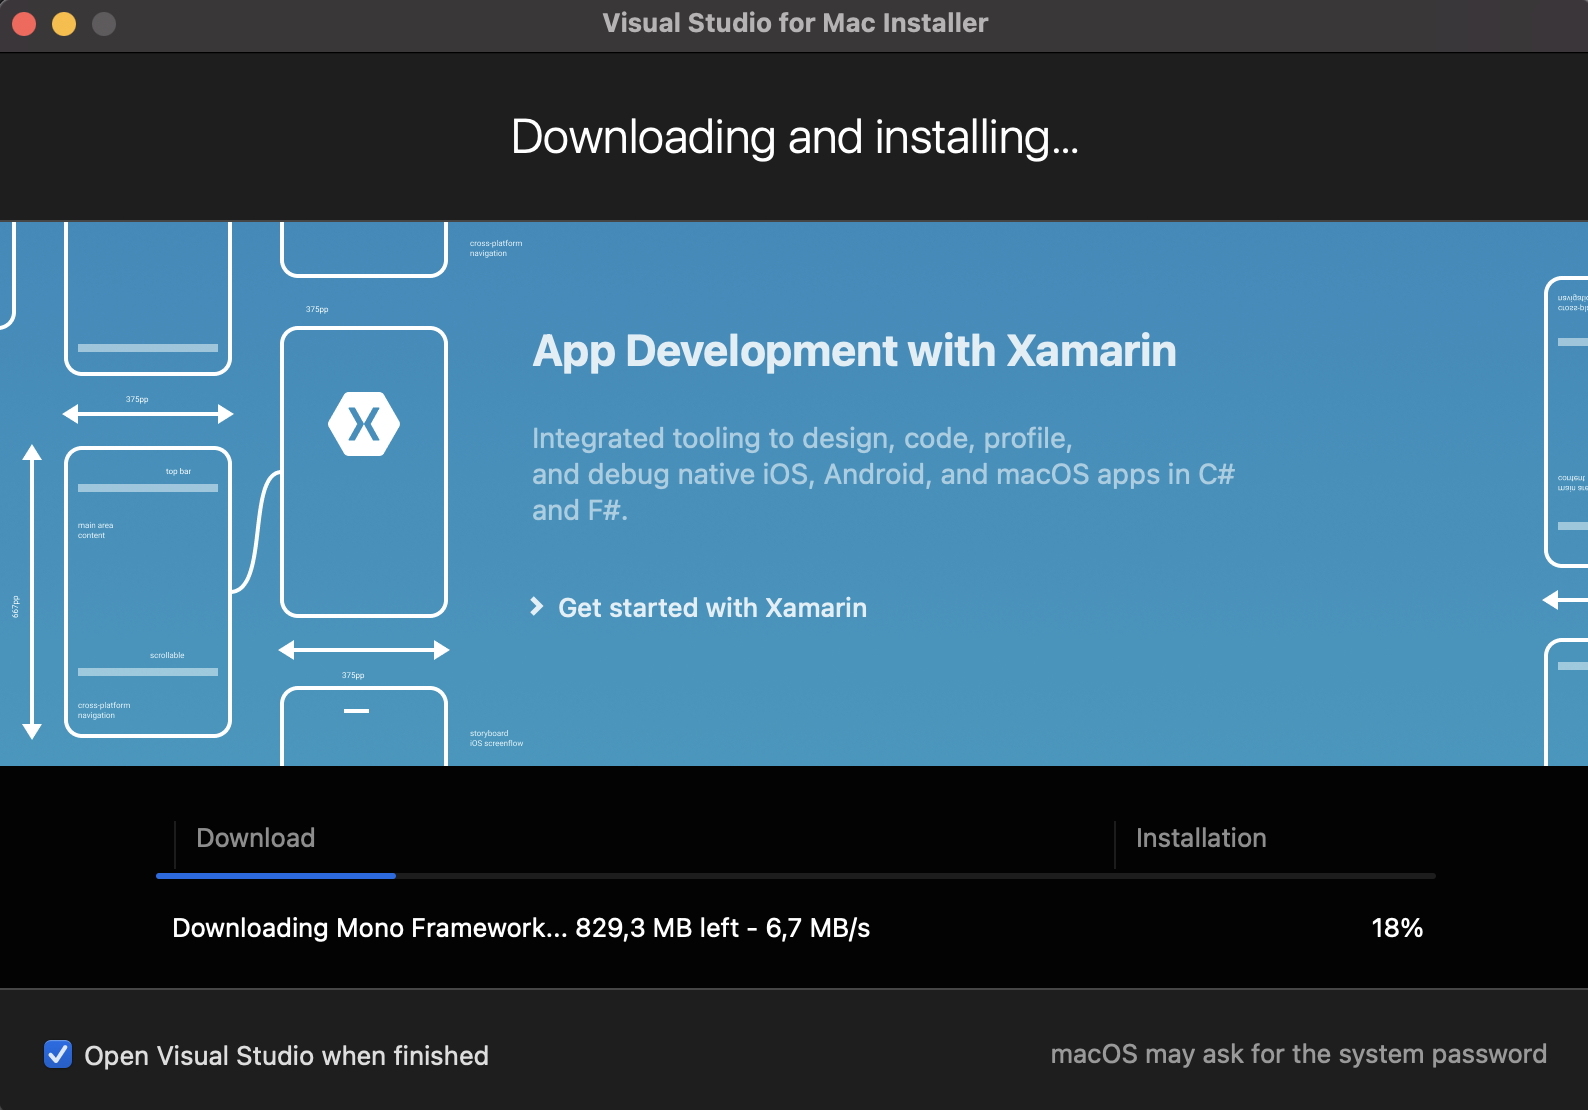 Visual Studio for Mac Installer
Downloading and installing...
cross-platform
navigation
375pp
375pp
top bar
main area
content
667pp
scrollable
cross-platform
navigation
375pp
storyboard
iOS screenflow
App Development with Xamarin
Integrated tooling to design, code, profile,
and debug native iOS, Android, and macOS apps in C#
and F#.
Get started with Xamarin
content
Download
Installation
Downloading Mono Framework... 829,3 MB left - 6,7 MB/s
18%
Open Visual Studio when finished
macOS may ask for the system password